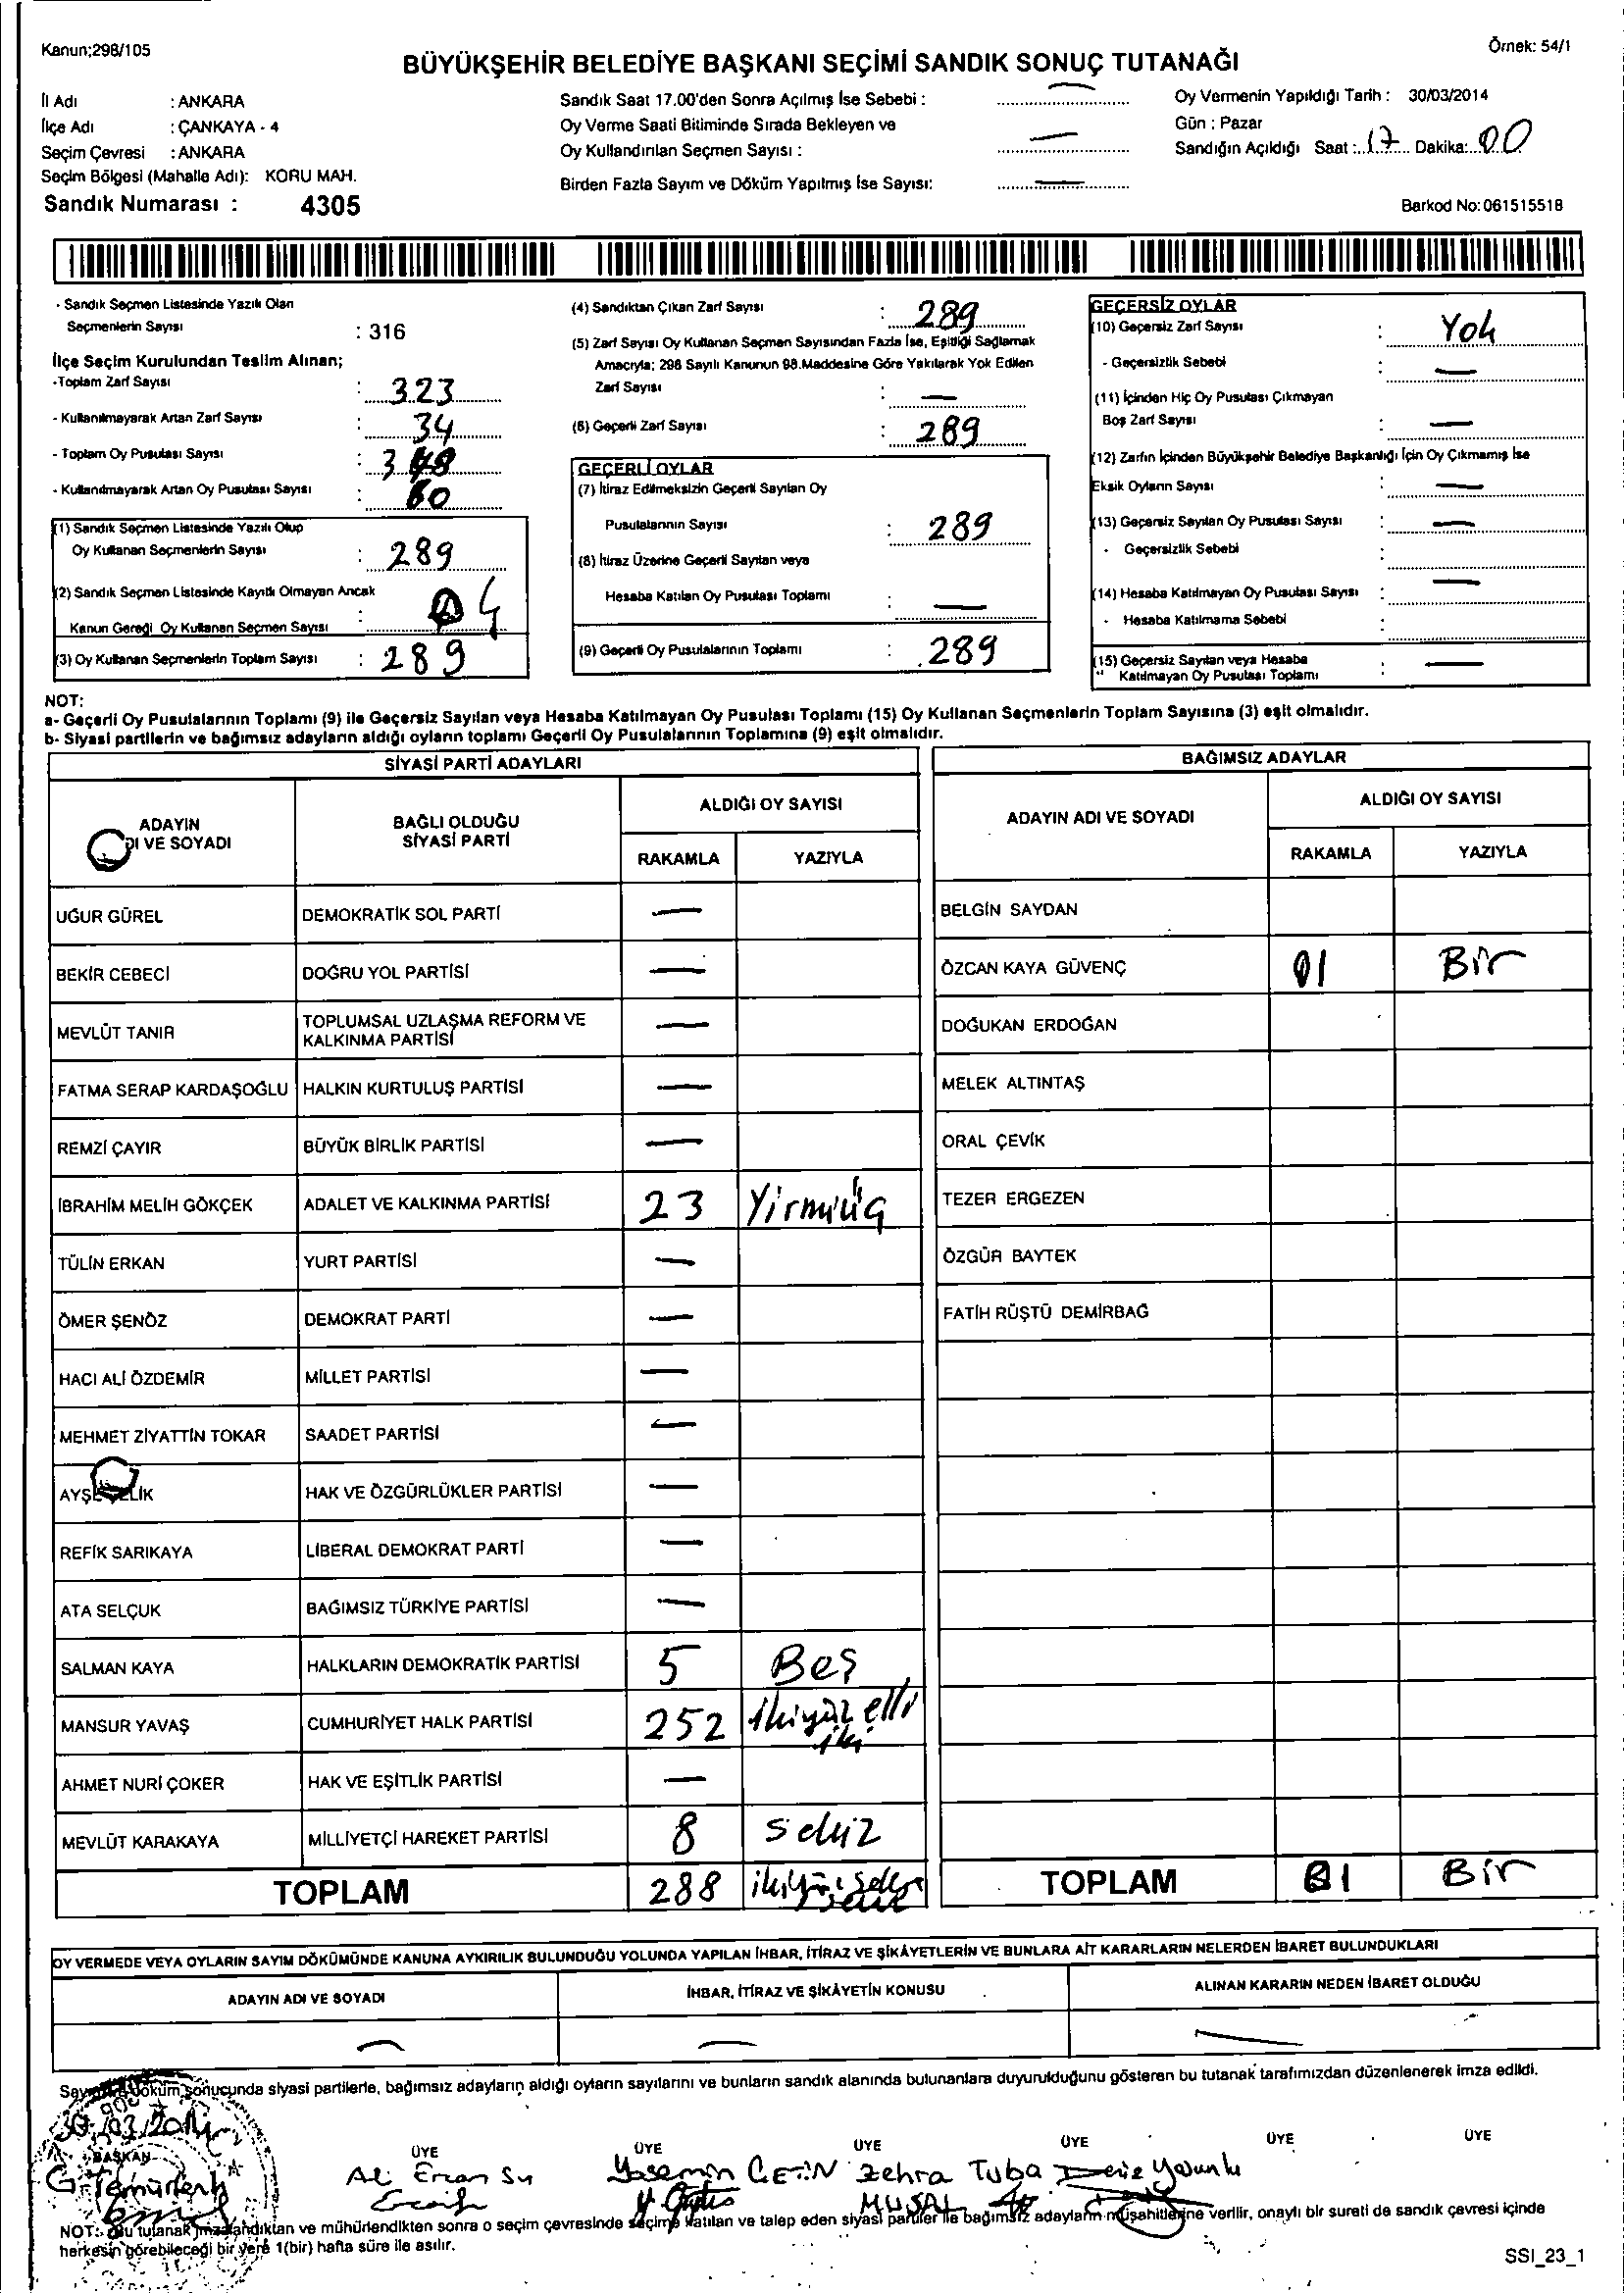 Kanun;298/105
Örnek: 54/1
BÜYÜKŞEHİR BELEDİYE BAŞKANI SEÇİMİ SANDIK SONUÇ TUTANAĞI
İl Adı : ANKARA
İlçe Adı : ÇANKAYA - 4
Seçim Çevresi : ANKARA
Seçim Bölgesi (Mahalle Adı): KORU MAH.
Sandık Numarası : 4305
Sandık Saat 17.00'den Sonra Açılmış İse Sebebi : —
Oy Verme Saati Bitiminde Sırada Bekleyen ve
Oy Kullandırılan Seçmen Sayısı : —
Birden Fazla Sayım ve Döküm Yapılmış İse Sayısı: —
Oy Vermenin Yapıldığı Tarih : 30/03/2014
Gün : Pazar
Sandığın Açıldığı Saat : 17 Dakika: 00
Barkod No: 061515518
- Sandık Seçmen Listesinde Yazılı Olan
Seçmenlerin Sayısı : 316
İlçe Seçim Kurulundan Teslim Alınan;
-Toplam Zarf Sayısı : 323
- Kullanılmayarak Artan Zarf Sayısı : 34
- Toplam Oy Pusulası Sayısı :
- Kullanılmayarak Artan Oy Pusulası Sayısı : 60
(1) Sandık Seçmen Listesinde Yazılı Olup
Oy Kullanan Seçmenlerin Sayısı : 289
(2) Sandık Seçmen Listesinde Kayıtlı Olmayan Ancak
Kanun Gereği Oy Kullanan Seçmen Sayısı : 4
(3) Oy Kullanan Seçmenlerin Toplam Sayısı : 289
(4) Sandıktan Çıkan Zarf Sayısı : 289
(5) Zarf Sayısı Oy Kullanan Seçmen Sayısından Fazla İse, Eşitliği Sağlamak
Amacıyla; 298 Sayılı Kanunun 98.Maddesine Göre Yakılarak Yok Edilen
Zarf Sayısı : —
(6) Geçerli Zarf Sayısı : 289
GEÇERLİ OYLAR
(7) İtiraz Edilmeksizin Geçerli Sayılan Oy
Pusulalarının Sayısı : 289
(8) İtiraz Üzerine Geçerli Sayılan veya
Hesaba Katılan Oy Pusulası Toplamı : —
(9) Geçerli Oy Pusulalarının Toplamı : 289
GEÇERSİZ OYLAR
(10) Geçersiz Zarf Sayısı : Yok
- Geçersizlik Sebebi : —
(11) İçinden Hiç Oy Pusulası Çıkmayan
Boş Zarf Sayısı : —
(12) Zarfın İçinden Büyükşehir Belediye Başkanlığı İçin Oy Çıkmamış İse
Eksik Oyların Sayısı : —
(13) Geçersiz Sayılan Oy Pusulası Sayısı : —
- Geçersizlik Sebebi :
(14) Hesaba Katılmayan Oy Pusulası Sayısı : —
- Hesaba Katılmama Sebebi :
(15) Geçersiz Sayılan veya Hesaba
Katılmayan Oy Pusulası Toplamı : —
NOT:
a- Geçerli Oy Pusulalarının Toplamı (9) ile Geçersiz Sayılan veya Hesaba Katılmayan Oy Pusulası Toplamı (15) Oy Kullanan Seçmenlerin Toplam Sayısına (3) eşit olmalıdır.
b- Siyasi partilerin ve bağımsız adayların aldığı oyların toplamı Geçerli Oy Pusulalarının Toplamına (9) eşit olmalıdır.
SİYASİ PARTİ ADAYLARI
ADAYIN
DI VE SOYADI
BAĞLI OLDUĞU
SİYASİ PARTİ
ALDIĞI OY SAYISI
RAKAMLA YAZIYLA
UĞUR GÜREL DEMOKRATİK SOL PARTİ —
BEKİR CEBECİ DOĞRU YOL PARTİSİ —
MEVLÜT TANIR TOPLUMSAL UZLAŞMA REFORM VE
KALKINMA PARTİSİ —
FATMA SERAP KARDAŞOĞLU HALKIN KURTULUŞ PARTİSİ —
REMZİ ÇAYIR BÜYÜK BİRLİK PARTİSİ —
İBRAHİM MELİH GÖKÇEK ADALET VE KALKINMA PARTİSİ 23 Yirmiüç
TÜLİN ERKAN YURT PARTİSİ —
ÖMER ŞENÖZ DEMOKRAT PARTİ —
HACI ALİ ÖZDEMİR MİLLET PARTİSİ —
MEHMET ZİYATTİN TOKAR SAADET PARTİSİ —
HAK VE ÖZGÜRLÜKLER PARTİSİ —
REFİK SARIKAYA LİBERAL DEMOKRAT PARTİ —
ATA SELÇUK BAĞIMSIZ TÜRKİYE PARTİSİ —
SALMAN KAYA HALKLARIN DEMOKRATİK PARTİSİ 5 Beş
MANSUR YAVAŞ CUMHURİYET HALK PARTİSİ 252 ikiyüz elli
iki
AHMET NURİ ÇOKER HAK VE EŞİTLİK PARTİSİ —
MEVLÜT KARAKAYA MİLLİYETÇİ HAREKET PARTİSİ 8 sekiz
TOPLAM 288
BAĞIMSIZ ADAYLAR
ADAYIN ADI VE SOYADI
ALDIĞI OY SAYISI
RAKAMLA YAZIYLA
BELGİN SAYDAN
ÖZCAN KAYA GÜVENÇ 01 Bir
DOĞUKAN ERDOĞAN
MELEK ALTINTAŞ
ORAL ÇEVİK
TEZER ERGEZEN
ÖZGÜR BAYTEK
FATİH RÜŞTÜ DEMİRBAĞ
TOPLAM 1 Bir
OY VERMEDE VEYA OYLARIN SAYIM DÖKÜMÜNDE KANUNA AYKIRILIK BULUNDUĞU YOLUNDA YAPILAN İHBAR, İTİRAZ VE ŞİKÂYETLERİN VE BUNLARA AİT KARARLARIN NELERDEN İBARET BULUNDUKLARI
ADAYIN ADI VE SOYADI İHBAR, İTİRAZ VE ŞİKÂYETİN KONUSU ALINAN KARARIN NEDEN İBARET OLDUĞU
— — —
döküm sonucunda siyasi partilerle, bağımsız adayların aldığı oyların sayılarını ve bunların sandık alanında bulunanlara duyurulduğunu gösteren bu tutanak tarafımızdan düzenlenerek imza edildi.
30/03/2014
BAŞKAN ÜYE ÜYE ÜYE ÜYE ÜYE ÜYE
Ali Ercan Su Yasemin ÇETİN Zehra Tuba
MUSAL
NOT: Bu tutanak imzalandıktan ve mühürlendikten sonra o seçim çevresinde seçime katılan ve talep eden siyasi partiler ile bağımsız adayların müşahitlerine verilir, onaylı bir sureti de sandık çevresi içinde
herkesin görebileceği bir yere 1(bir) hafta süre ile asılır.
SSI_23_1